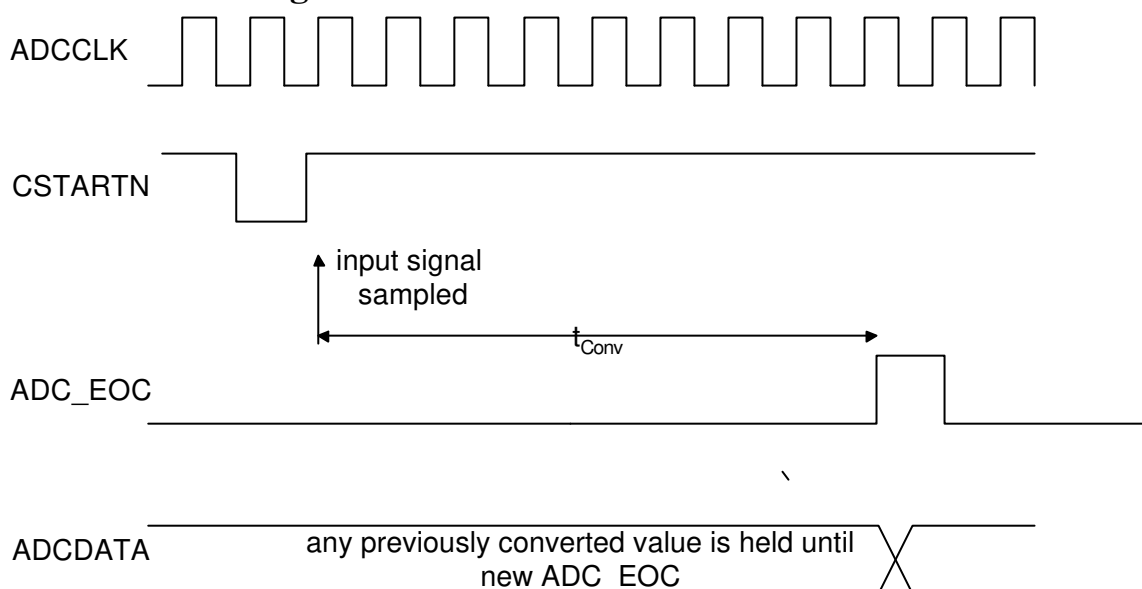 ADCCLK
CSTARTN
input signal
sampled
tConv
ADC_EOC
ADCDATA
any previously converted value is held until
new ADC EOC